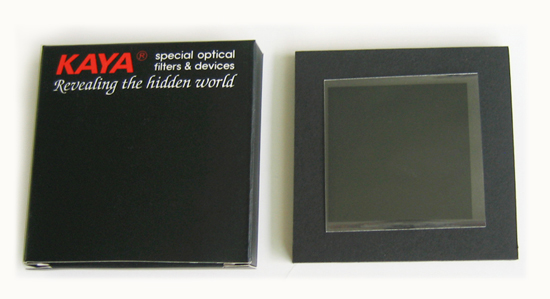 KAYA® special optical
filters & devices
Revealing the hidden world